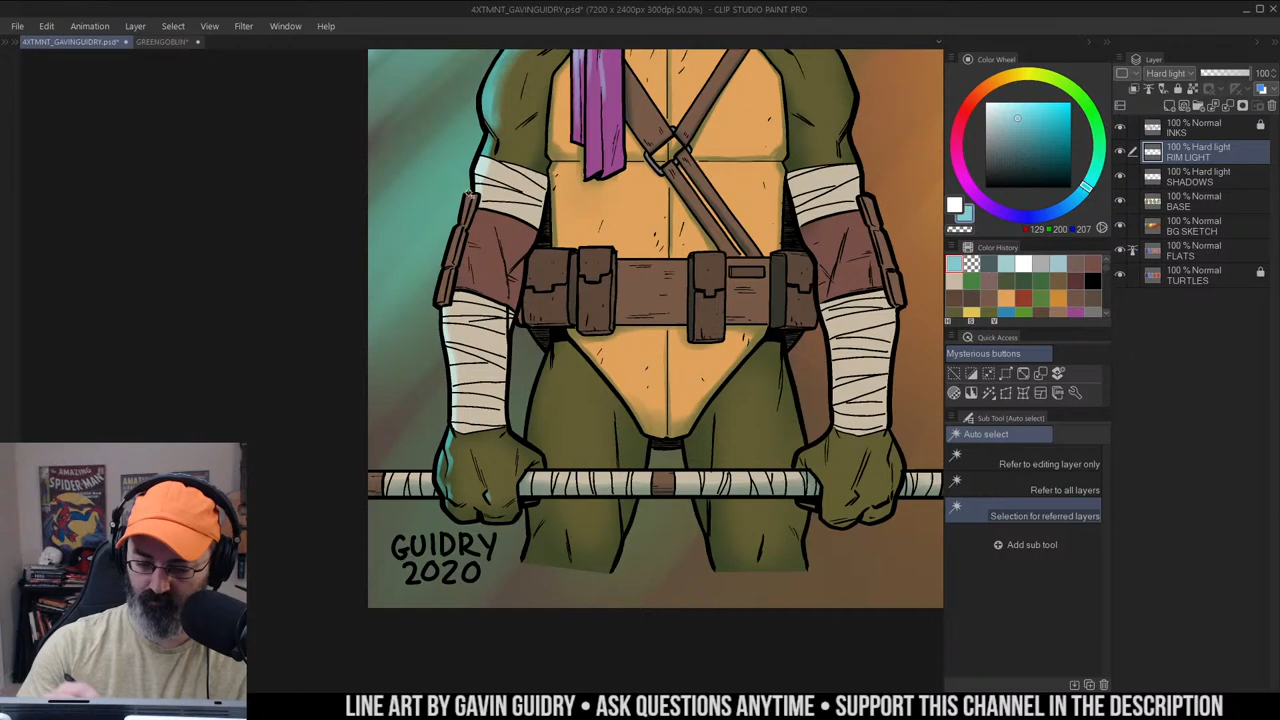 4XTMNT_GAVINGUIDRY.psd* (7200 x 2400px 300dpi 50.0%) - CLIP STUDIO PAINT PRO
File Edit Animation Layer Select View Filter Window Help
4XTMNT_GAVINGUIDRY.psd* GREENGOBLIN*
Color Wheel
129 200 207
Color History
H S V
Quick Access
Mysterious buttons
Sub Tool [Auto select]
Auto select
Refer to editing layer only
Refer to all layers
Selection for referred layers
Add sub tool
Layer
Hard light 100
100 % Normal
INKS
100 % Hard light
RIM LIGHT
100 % Hard light
SHADOWS
100 % Normal
BASE
100 % Normal
BG SKETCH
100 % Normal
FLATS
100 % Normal
TURTLES
GUIDRY
2020
AMAZING
SPIDER-MAN
LINE ART BY GAVIN GUIDRY • ASK QUESTIONS ANYTIME • SUPPORT THIS CHANNEL IN THE DESCRIPTION